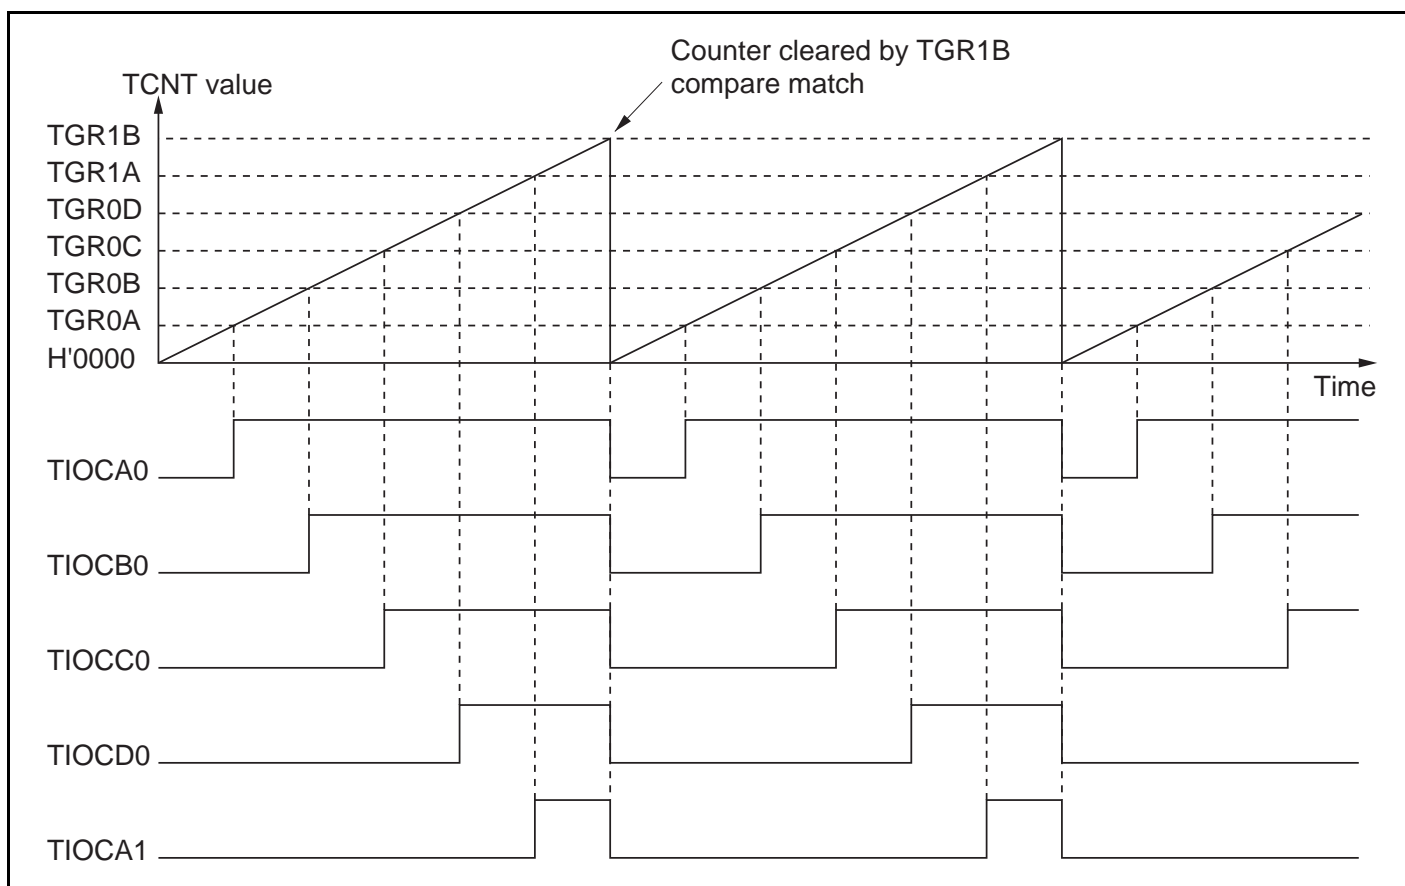 Counter cleared by TGR1B
compare match
TCNT value
TGR1B
TGR1A
TGR0D
TGR0C
TGR0B
TGR0A
H'0000
Time
TIOCA0
TIOCB0
TIOCC0
TIOCD0
TIOCA1